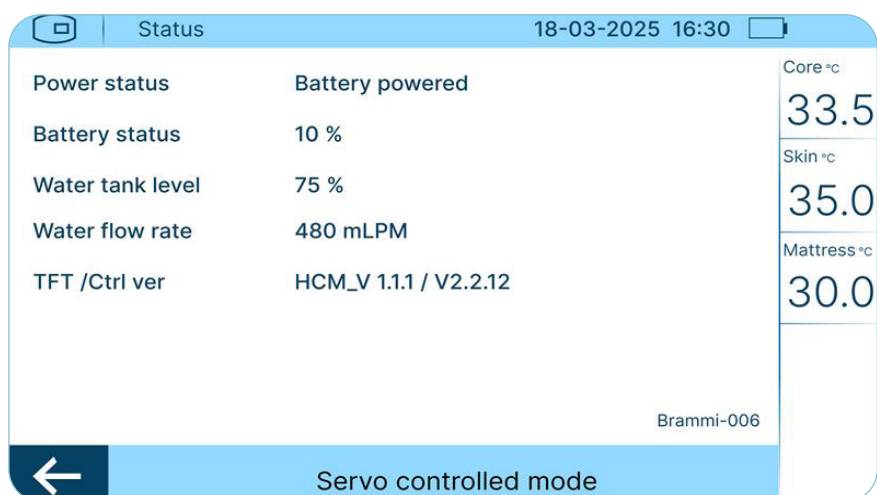 Status 18-03-2025 16:30
Power status Battery powered
Battery status 10 %
Water tank level 75 %
Water flow rate 480 mLPM
TFT /Ctrl ver HCM_V 1.1.1 / V2.2.12
Brammi-006
Core °C
33.5
Skin °C
35.0
Mattress °C
30.0
Servo controlled mode